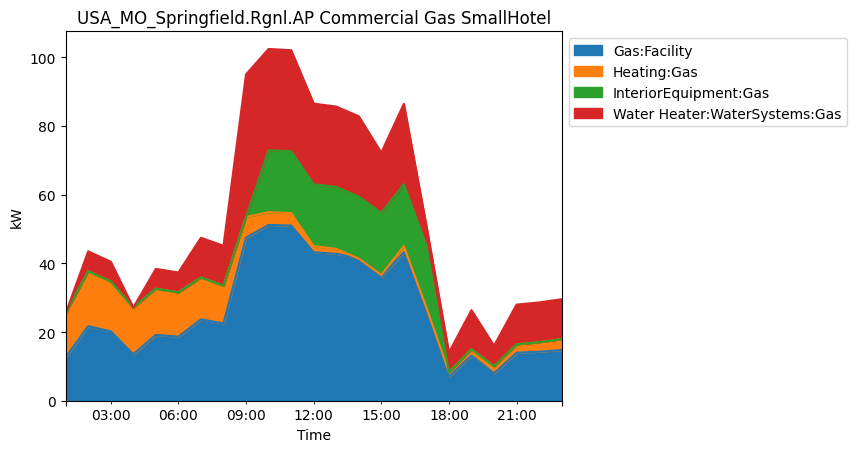 USA_MO_Springfield.Rgnl.AP Commercial Gas SmallHotel
Gas:Facility
Heating:Gas
InteriorEquipment:Gas
Water Heater:WaterSystems:Gas
kW
100
80
60
40
20
0
03:00 06:00 09:00 12:00 15:00 18:00 21:00
Time